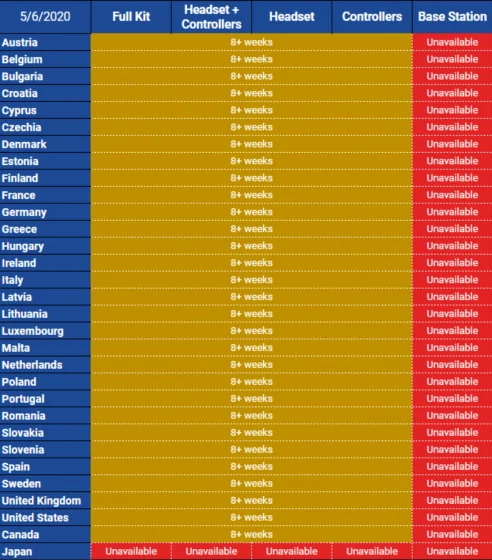 5/6/2020 Full Kit Headset + Controllers Headset Controllers Base Station
Austria 8+ weeks Unavailable
Belgium 8+ weeks Unavailable
Bulgaria 8+ weeks Unavailable
Croatia 8+ weeks Unavailable
Cyprus 8+ weeks Unavailable
Czechia 8+ weeks Unavailable
Denmark 8+ weeks Unavailable
Estonia 8+ weeks Unavailable
Finland 8+ weeks Unavailable
France 8+ weeks Unavailable
Germany 8+ weeks Unavailable
Greece 8+ weeks Unavailable
Hungary 8+ weeks Unavailable
Ireland 8+ weeks Unavailable
Italy 8+ weeks Unavailable
Latvia 8+ weeks Unavailable
Lithuania 8+ weeks Unavailable
Luxembourg 8+ weeks Unavailable
Malta 8+ weeks Unavailable
Netherlands 8+ weeks Unavailable
Poland 8+ weeks Unavailable
Portugal 8+ weeks Unavailable
Romania 8+ weeks Unavailable
Slovakia 8+ weeks Unavailable
Slovenia 8+ weeks Unavailable
Spain 8+ weeks Unavailable
Sweden 8+ weeks Unavailable
United Kingdom 8+ weeks Unavailable
United States 8+ weeks Unavailable
Canada 8+ weeks Unavailable
Japan Unavailable Unavailable Unavailable Unavailable Unavailable